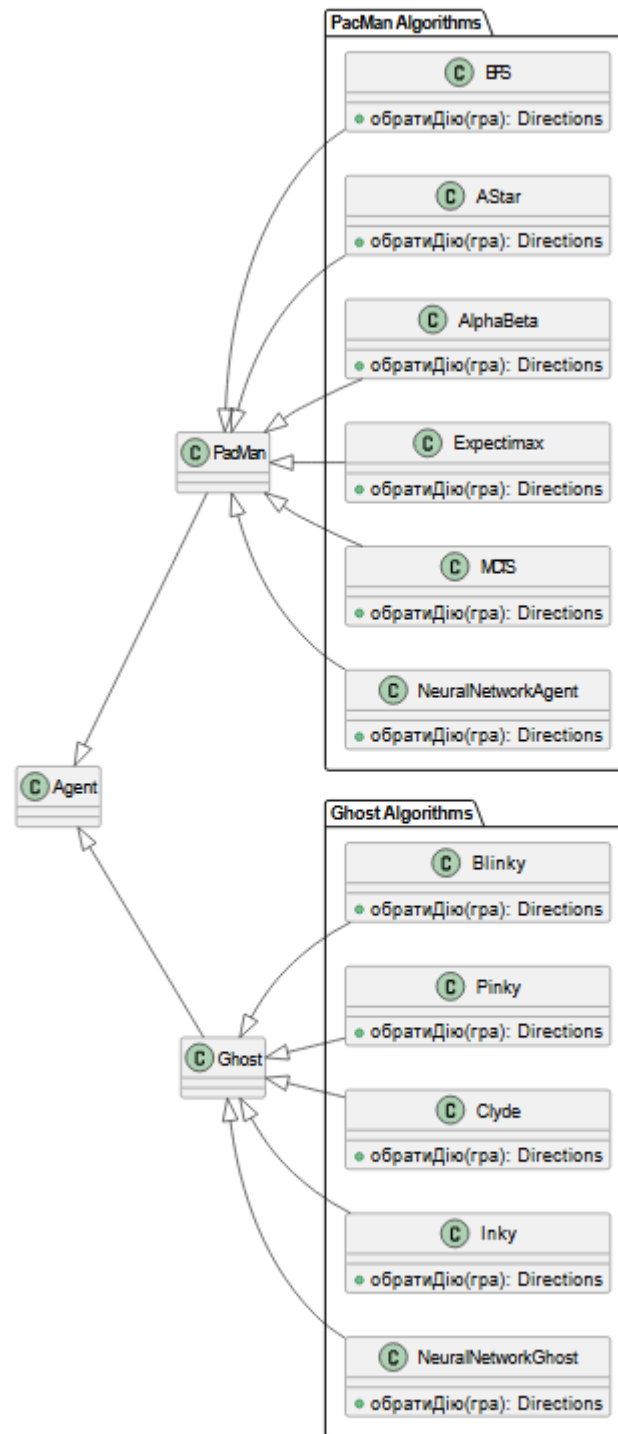 PacMan Algorithms
C BFS
обратиДію(гра): Directions
C AStar
обратиДію(гра): Directions
C AlphaBeta
обратиДію(гра): Directions
C PacMan
C Expectimax
обратиДію(гра): Directions
C MCTS
обратиДію(гра): Directions
C NeuralNetworkAgent
обратиДію(гра): Directions
C Agent
Ghost Algorithms
C Blinky
обратиДію(гра): Directions
C Pinky
обратиДію(гра): Directions
C Ghost
C Clyde
обратиДію(гра): Directions
C Inky
обратиДію(гра): Directions
C NeuralNetworkGhost
обратиДію(гра): Directions